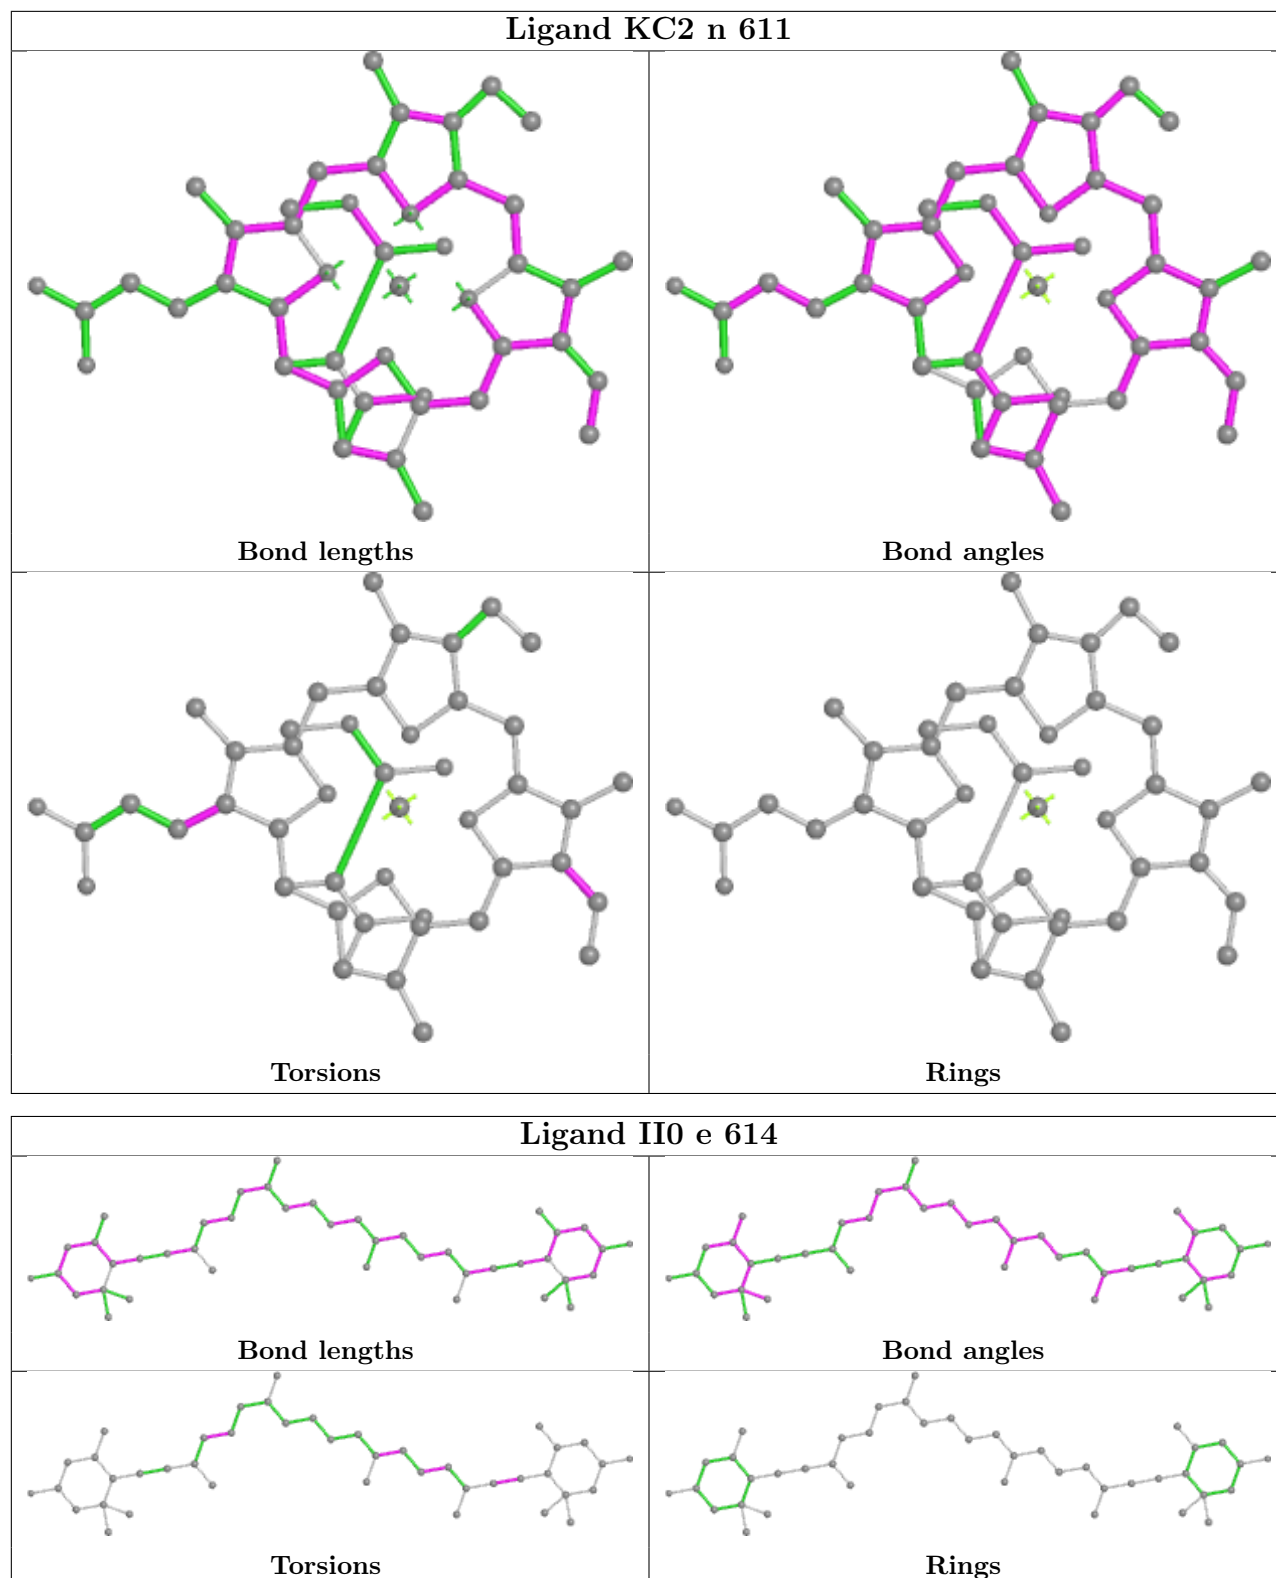 Ligand KC2 n 611
Bond lengths
Bond angles
Torsions
Rings
Ligand II0 e 614
Bond lengths
Bond angles
Torsions
Rings